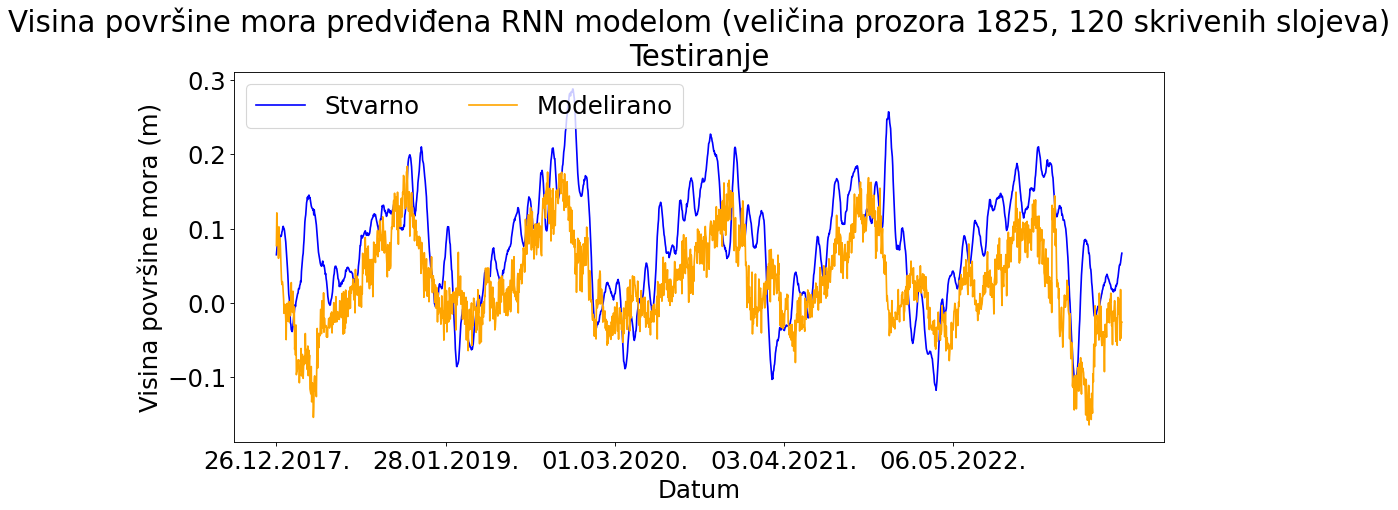 Visina površine mora predviđena RNN modelom (veličina prozora 1825, 120 skrivenih slojeva)
Testiranje
Stvarno Modelirano
Visina površine mora (m)
0.3
0.2
0.1
0.0
−0.1
26.12.2017. 28.01.2019. 01.03.2020. 03.04.2021. 06.05.2022.
Datum